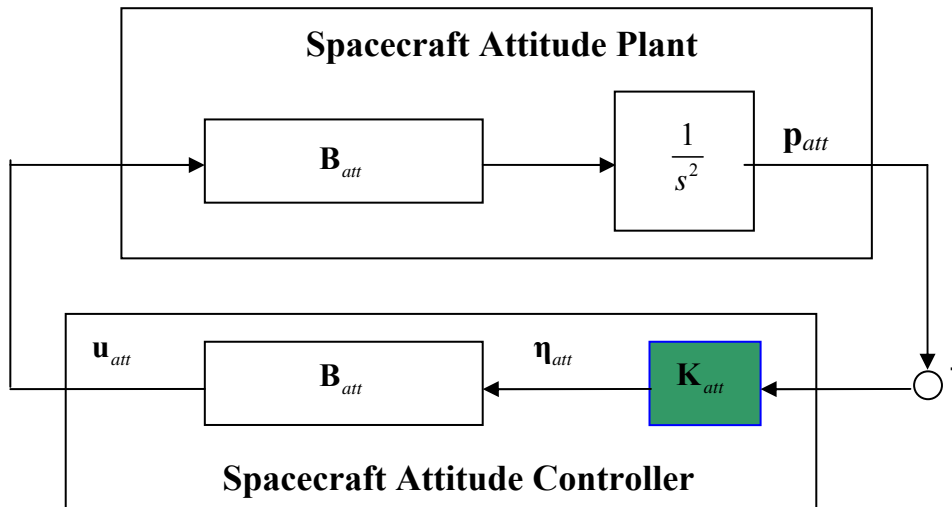 Spacecraft Attitude Plant
B_att
1
s^2
p_att
u_att
B_att
η_att
K_att
-
Spacecraft Attitude Controller